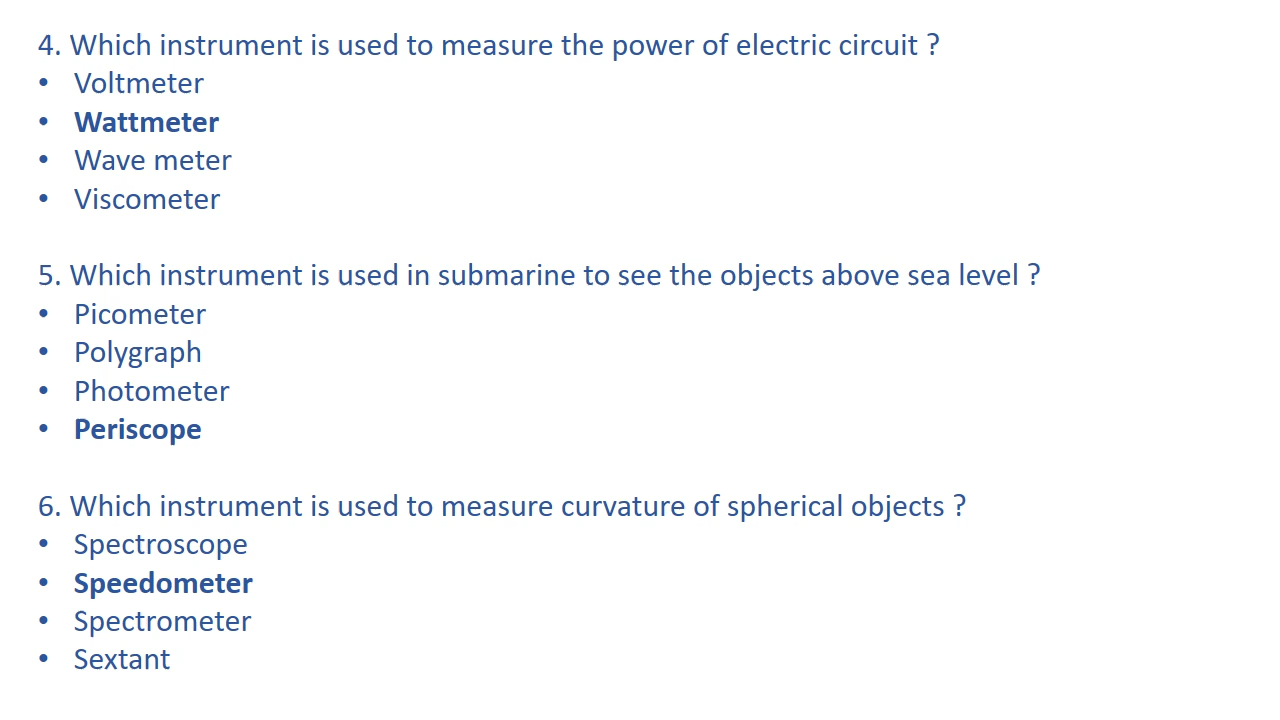 4. Which instrument is used to measure the power of electric circuit ?
• Voltmeter
• Wattmeter
• Wave meter
• Viscometer
5. Which instrument is used in submarine to see the objects above sea level ?
• Picometer
• Polygraph
• Photometer
• Periscope
6. Which instrument is used to measure curvature of spherical objects ?
• Spectroscope
• Speedometer
• Spectrometer
• Sextant